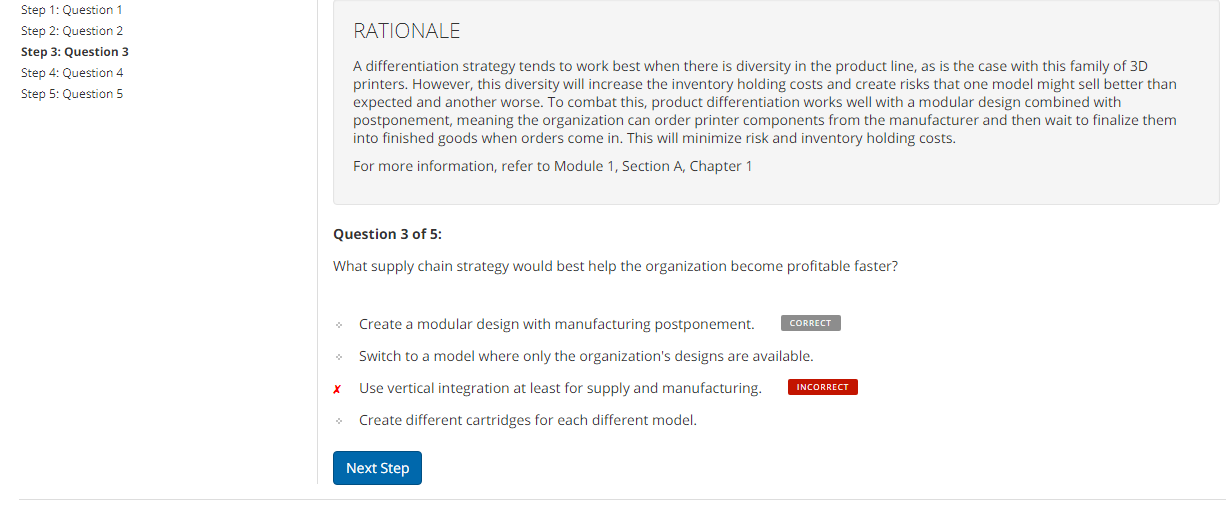 Step 1: Question 1
Step 2: Question 2
Step 3: Question 3
Step 4: Question 4
Step 5: Question 5
RATIONALE
A differentiation strategy tends to work best when there is diversity in the product line, as is the case with this family of 3D
printers. However, this diversity will increase the inventory holding costs and create risks that one model might sell better than
expected and another worse. To combat this, product differentiation works well with a modular design combined with
postponement, meaning the organization can order printer components from the manufacturer and then wait to finalize them
into finished goods when orders come in. This will minimize risk and inventory holding costs.
For more information, refer to Module 1, Section A, Chapter 1
Question 3 of 5:
What supply chain strategy would best help the organization become profitable faster?
Create a modular design with manufacturing postponement. CORRECT
Switch to a model where only the organization's designs are available.
Use vertical integration at least for supply and manufacturing. INCORRECT
Create different cartridges for each different model.
Next Step